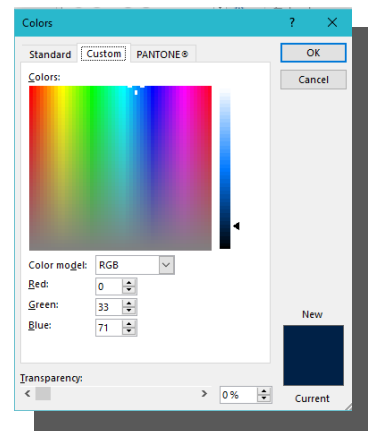 Colors ? ×
Standard Custom PANTONE® OK
Colors: Cancel
Color model: RGB
Red: 0
Green: 33
Blue: 71
New
Transparency:
< > 0 % Current